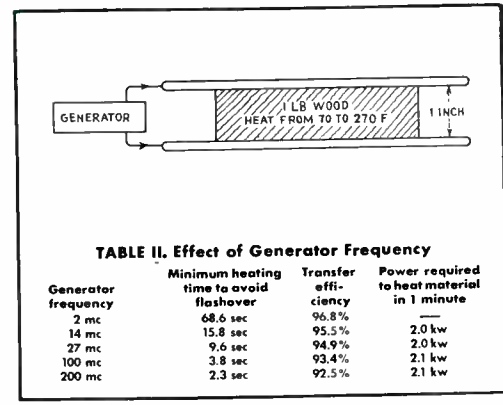 1 LB WOOD
GENERATOR
1 INCH
HEAT FROM 70 TO 270 F
TABLE II. Effect of Generator Frequency
Generator frequency Minimum heating time to avoid flashover Transfer effi- ciency Power required to heat material in 1 minute
2 mc 68.6 sec 96.8% —
14 mc 15.8 sec 95.5% 2.0 kw
27 mc 9.6 sec 94.9% 2.0 kw
100 mc 3.8 sec 93.4% 2.1 kw
200 mc 2.3 sec 92.5% 2.1 kw